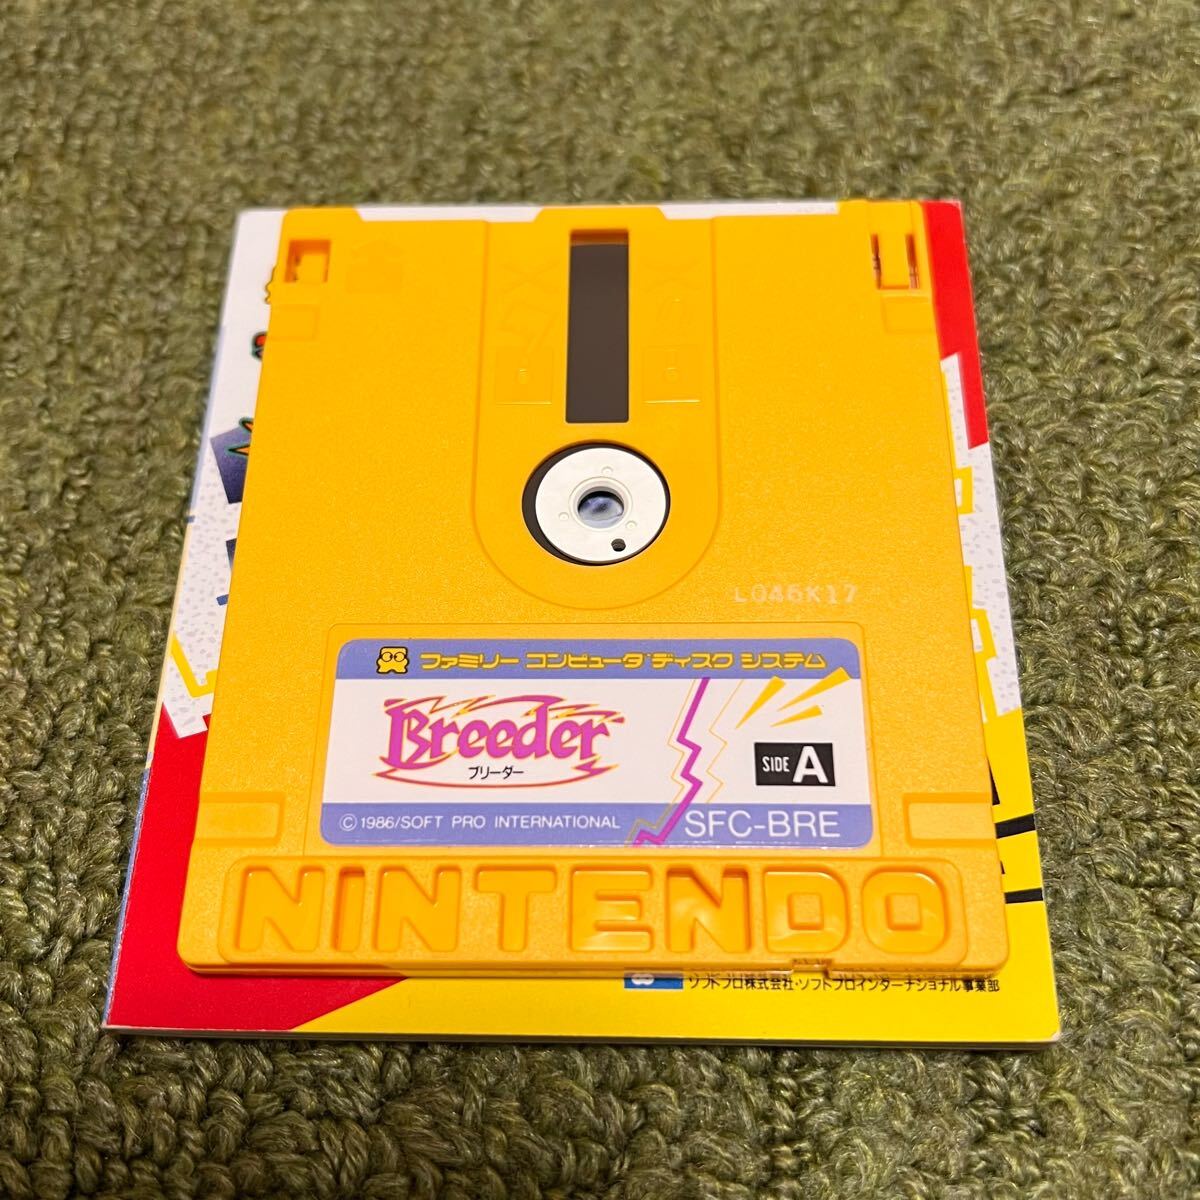 L046K17
ファミリー コンピュータ ディスク システム
Breeder
ブリーダー
SIDE A
©1986/SOFT PRO INTERNATIONAL
SFC-BRE
NINTENDO
ソフトプロ株式会社・ソフトプロインターナショナル事業部